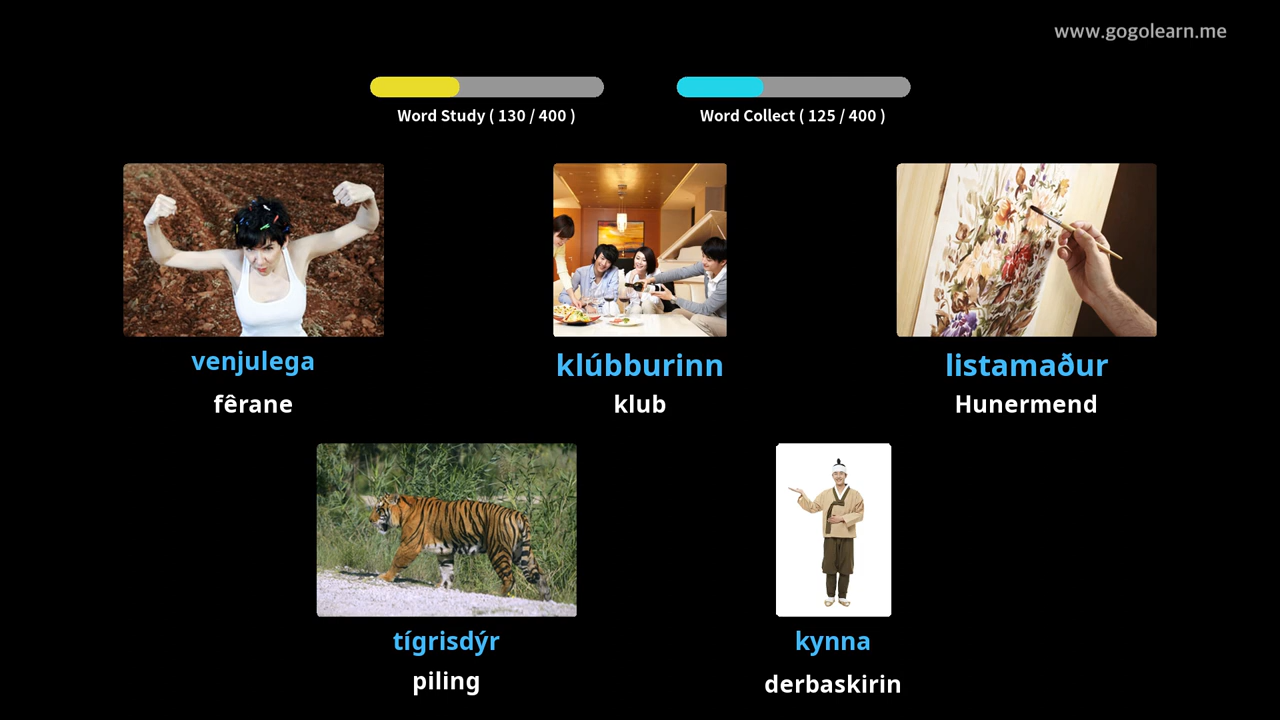 www.gogolearn.me
Word Study ( 130 / 400 )
Word Collect ( 125 / 400 )
venjulega
fêrane
klúbburinn
klub
listamaður
Hunermend
tígrisdýr
piling
kynna
derbaskirin